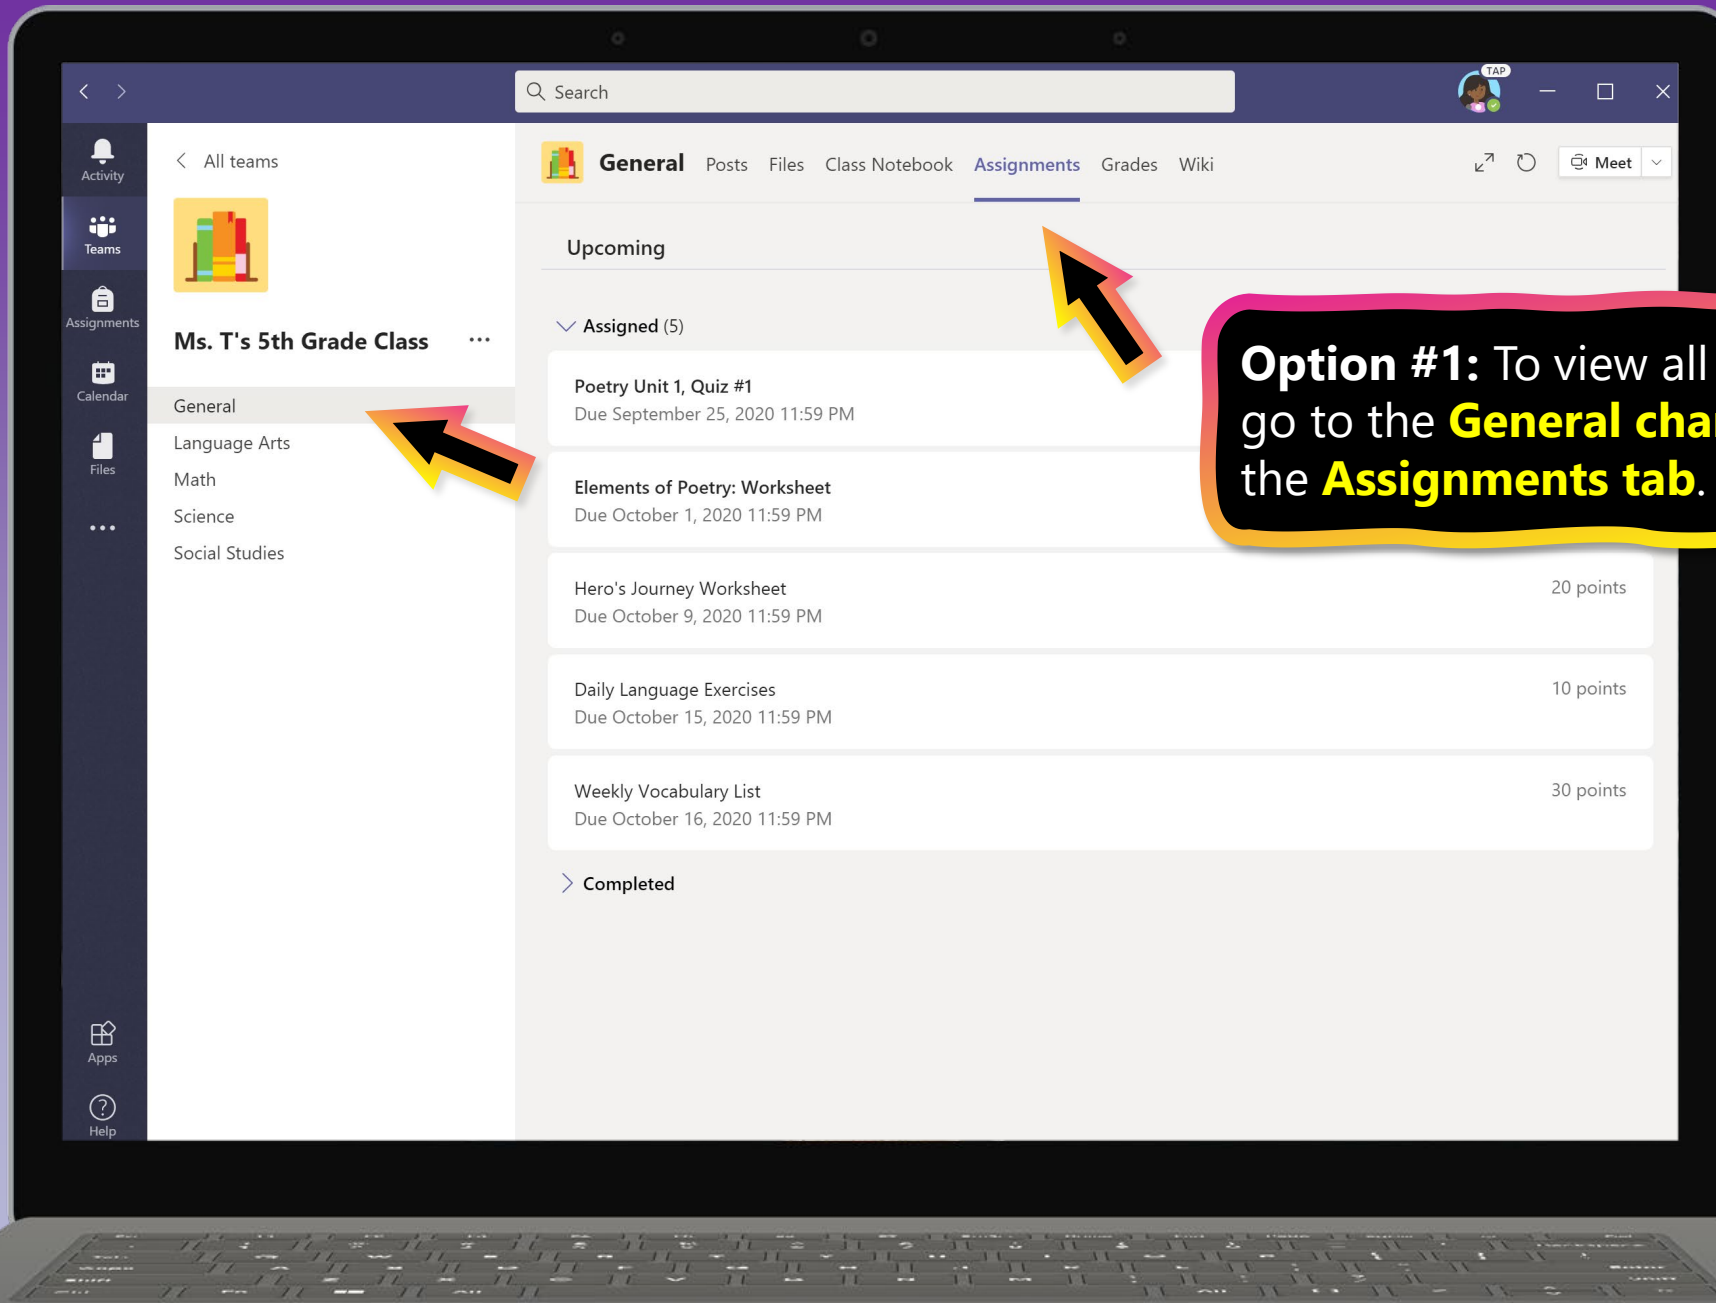 Search
TAP
Activity
Teams
Assignments
Calendar
Files
Apps
Help
All teams
Ms. T's 5th Grade Class
General
Language Arts
Math
Science
Social Studies
General Posts Files Class Notebook Assignments Grades Wiki
Meet
Upcoming
Assigned (5)
Poetry Unit 1, Quiz #1
Due September 25, 2020 11:59 PM
Elements of Poetry: Worksheet
Due October 1, 2020 11:59 PM
Hero's Journey Worksheet
20 points
Due October 9, 2020 11:59 PM
Daily Language Exercises
10 points
Due October 15, 2020 11:59 PM
Weekly Vocabulary List
30 points
Due October 16, 2020 11:59 PM
Completed
Option #1: To view all
go to the General
the Assignments tab.